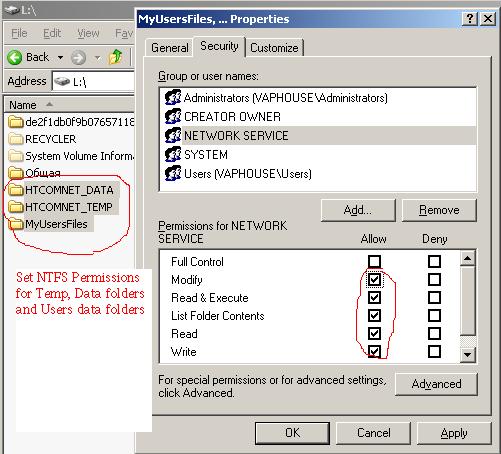 L:\
File Edit View Fav
Back
Address L:\
Name
de2f1db0f9b07657118
RECYCLER
System Volume Informa
Общая
HTCOMNET_DATA
HTCOMNET_TEMP
MyUsersFiles
Set NTFS Permissions
for Temp, Data folders
and Users data folders
MyUsersFiles, ... Properties
General Security Customize
Group or user names:
Administrators (VAPHOUSE\Administrators)
CREATOR OWNER
NETWORK SERVICE
SYSTEM
Users (VAPHOUSE\Users)
Add... Remove
Permissions for NETWORK
SERVICE Allow Deny
Full Control
Modify
Read & Execute
List Folder Contents
Read
Write
For special permissions or for advanced settings,
click Advanced.
Advanced
OK Cancel Apply